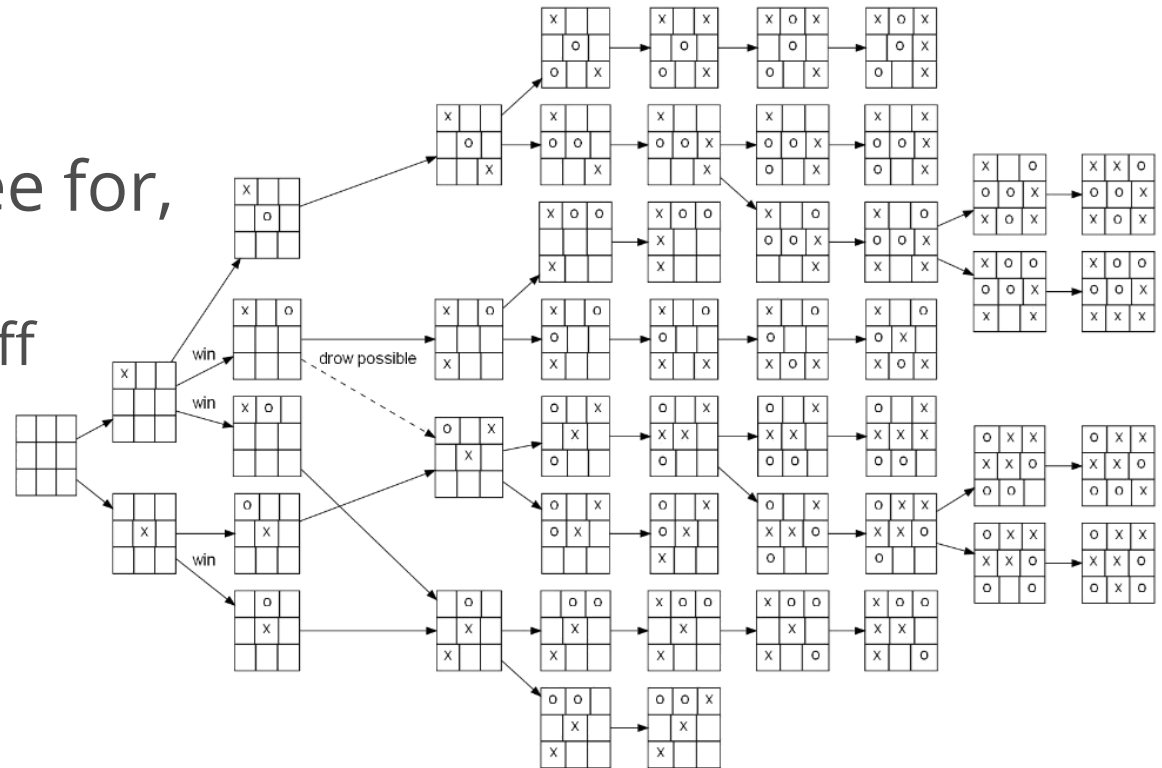 X X X X O X X O X
O O O O X
O X O X O X O X
ee for,
X X X X X X
O O O O O X O O X O O X
X X X O X O X
X O X X O
X O O X O O X
O X O O X O O X O X O
X O X X O X
X O O O X O O X
X X X X X
X O O X O O
O O X O O X
X X X X X
X O X O X O X O X O X O
ff
win
drow possible
O O O O X
X X X X X O X X O X
X
win
X O O X O X O X O X
O X
X X X X X X X X
O X X O X X
X
O O O O O O
X X O X X O
O O O O X
O O X O X O X O X X
X
O X O X X X O X X O
win
X O O
O X X O X X
X X O X X O
O O O X O
O O O O X O O X O O X O O
X X X X X X X
X X X X O X O
O O O O X
X X
X X